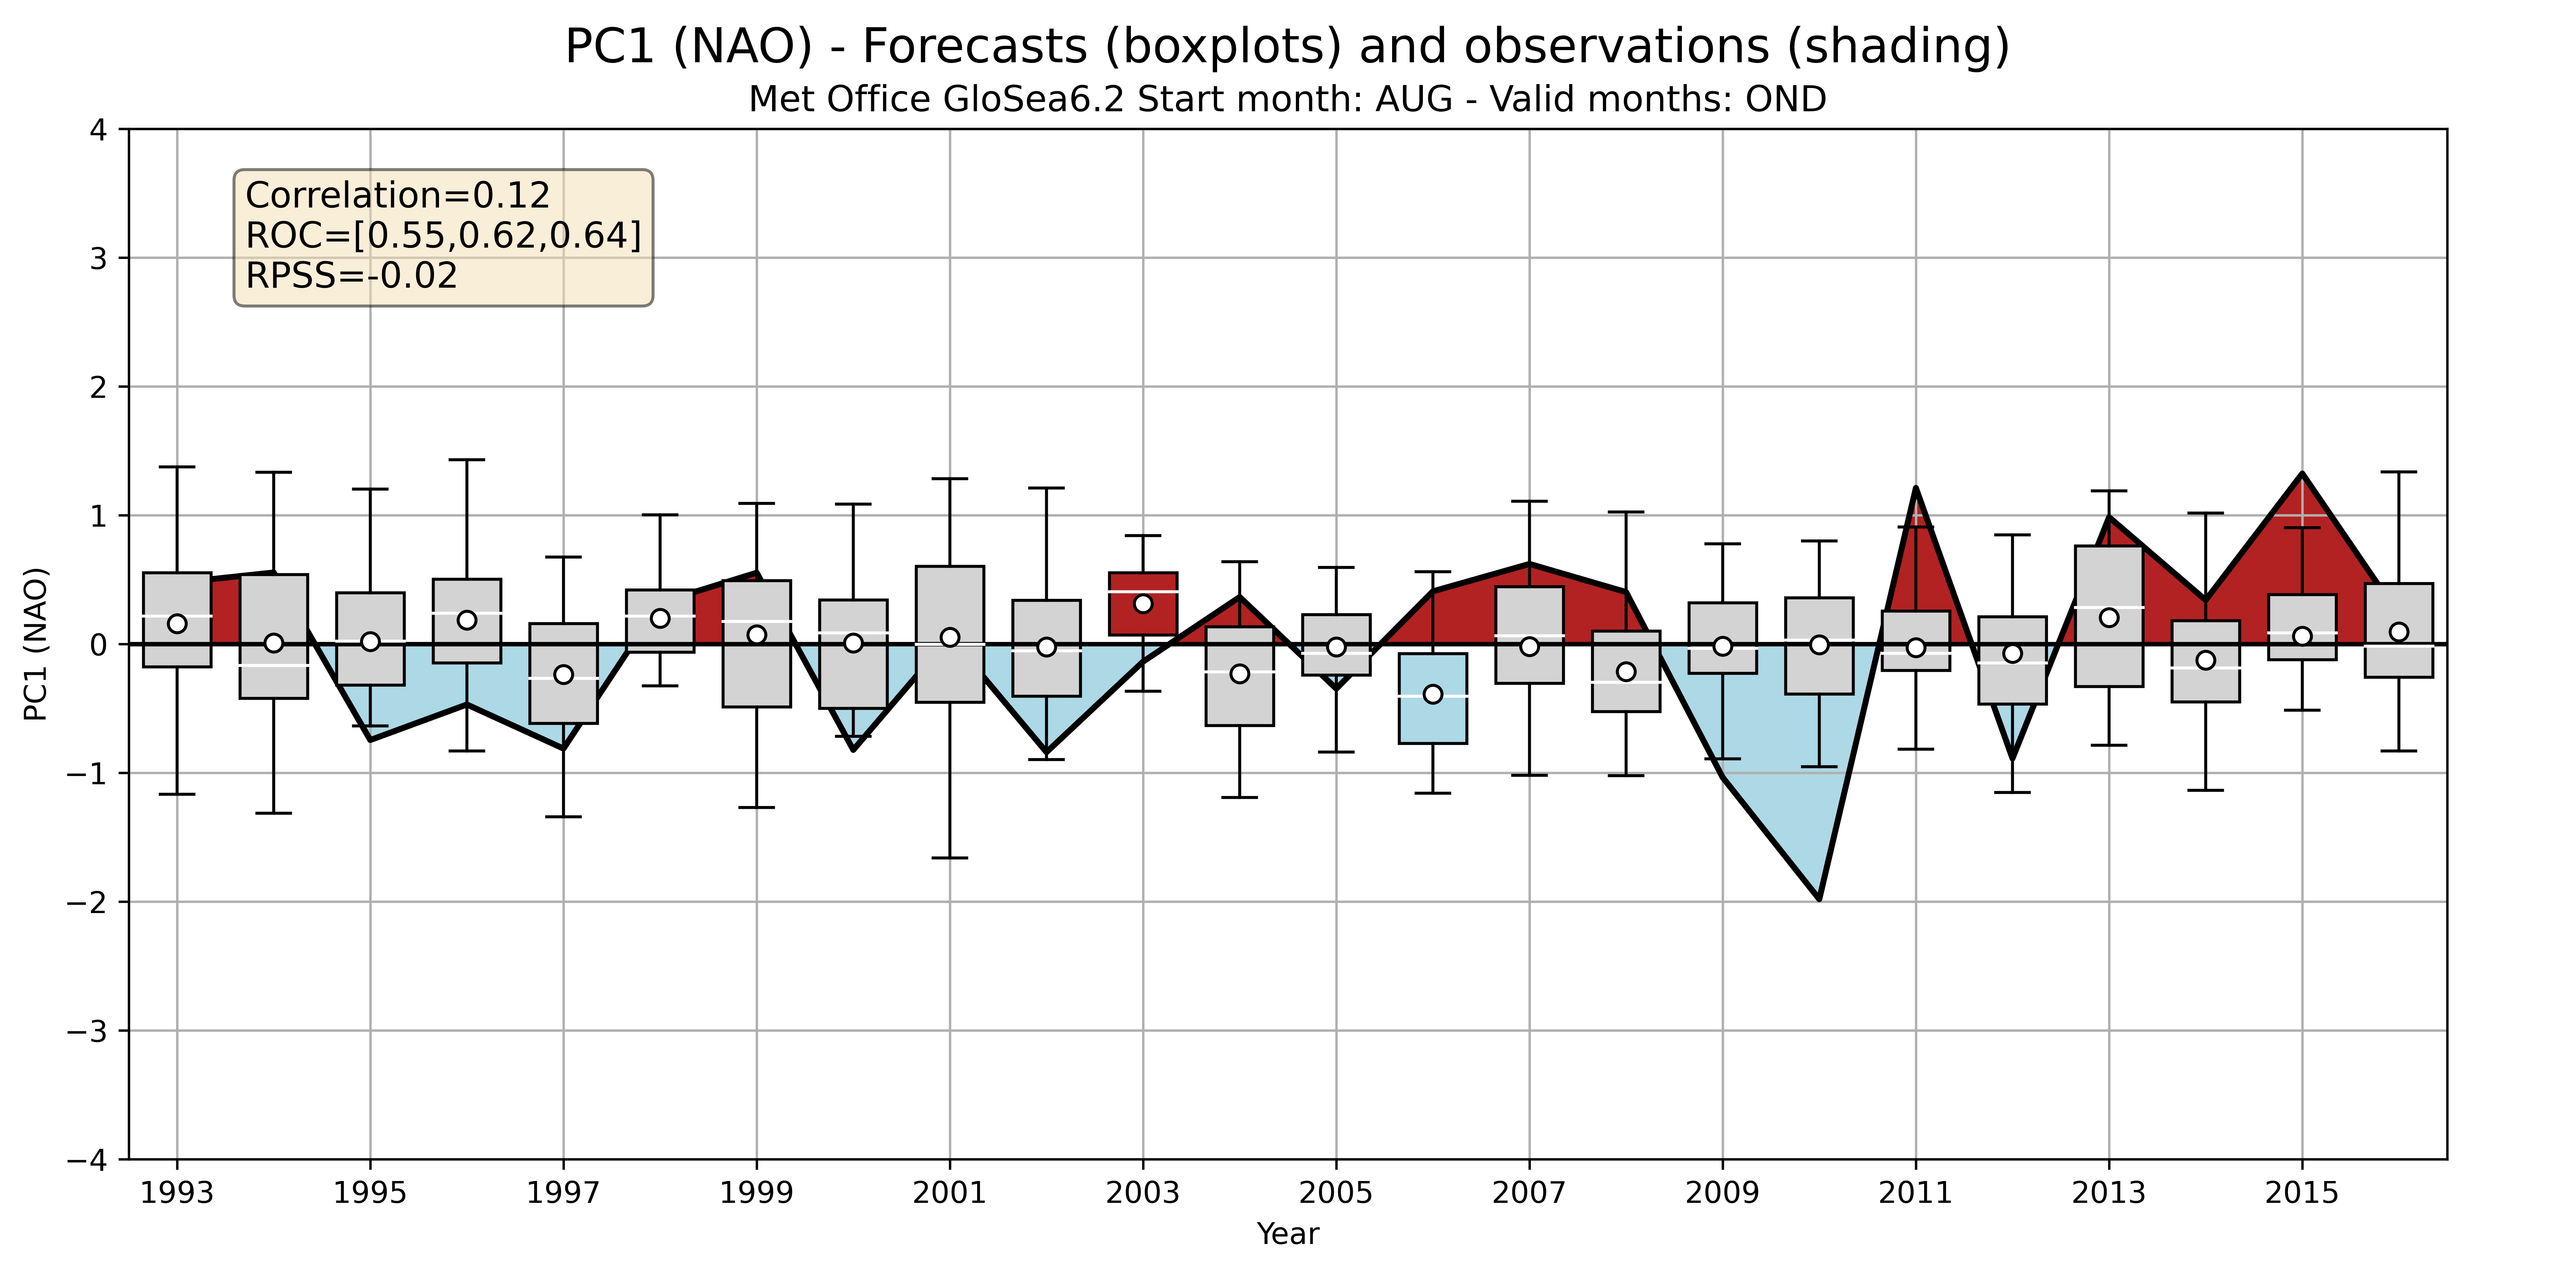 PC1 (NAO) - Forecasts (boxplots) and observations (shading)
Met Office GloSea6.2 Start month: AUG - Valid months: OND
Correlation=0.12
ROC=[0.55,0.62,0.64]
RPSS=-0.02
PC1 (NAO)
4
3
2
1
0
−1
−2
−3
−4
1993 1995 1997 1999 2001 2003 2005 2007 2009 2011 2013 2015
Year